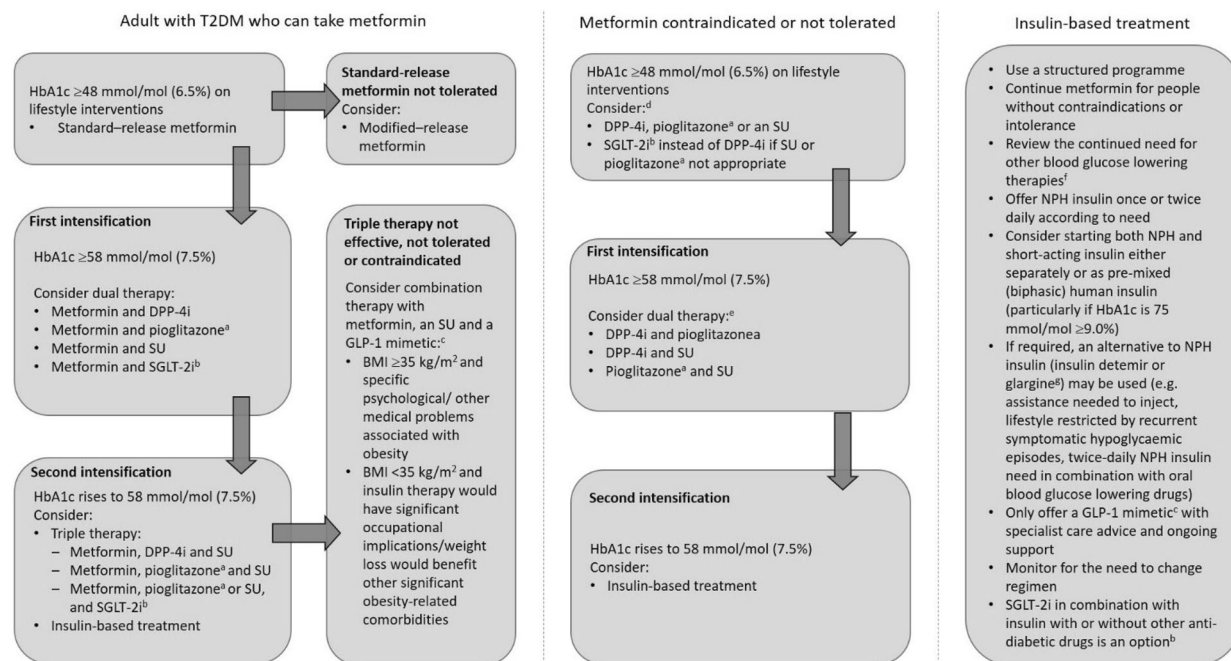 Adult with T2DM who can take metformin
HbA1c ≥48 mmol/mol (6.5%) on
lifestyle interventions
• Standard–release metformin
Standard-release
metformin not tolerated
Consider:
• Modified–release
metformin
First intensification
HbA1c ≥58 mmol/mol (7.5%)
Consider dual therapy:
• Metformin and DPP-4i
• Metformin and pioglitazoneᵃ
• Metformin and SU
• Metformin and SGLT-2iᵇ
Second intensification
HbA1c rises to 58 mmol/mol (7.5%)
Consider:
• Triple therapy:
– Metformin, DPP-4i and SU
– Metformin, pioglitazoneᵃ and SU
– Metformin, pioglitazoneᵃ or SU,
and SGLT-2iᵇ
• Insulin-based treatment
Triple therapy not
effective, not tolerated
or contraindicated
Consider combination
therapy with
metformin, an SU and a
GLP-1 mimetic:ᶜ
• BMI ≥35 kg/m² and
specific
psychological/ other
medical problems
associated with
obesity
• BMI <35 kg/m² and
insulin therapy would
have significant
occupational
implications/weight
loss would benefit
other significant
obesity-related
comorbidities
Metformin contraindicated or not tolerated
HbA1c ≥48 mmol/mol (6.5%) on lifestyle
interventions
Consider:ᵈ
• DPP-4i, pioglitazoneᵃ or an SU
• SGLT-2iᵇ instead of DPP-4i if SU or
pioglitazoneᵃ not appropriate
First intensification
HbA1c ≥58 mmol/mol (7.5%)
Consider dual therapy:ᵉ
• DPP-4i and pioglitazonea
• DPP-4i and SU
• Pioglitazoneᵃ and SU
Second intensification
HbA1c rises to 58 mmol/mol (7.5%)
Consider:
• Insulin-based treatment
Insulin-based treatment
• Use a structured programme
• Continue metformin for people
without contraindications or
intolerance
• Review the continued need for
other blood glucose lowering
therapiesᶠ
• Offer NPH insulin once or twice
daily according to need
• Consider starting both NPH and
short-acting insulin either
separately or as pre-mixed
(biphasic) human insulin
(particularly if HbA1c is 75
mmol/mol ≥9.0%)
• If required, an alternative to NPH
insulin (insulin detemir or
glargineᵍ) may be used (e.g.
assistance needed to inject,
lifestyle restricted by recurrent
symptomatic hypoglycaemic
episodes, twice-daily NPH insulin
need in combination with oral
blood glucose lowering drugs)
• Only offer a GLP-1 mimeticᶜ with
specialist care advice and ongoing
support
• Monitor for the need to change
regimen
• SGLT-2i in combination with
insulin with or without other anti-
diabetic drugs is an optionᵇ